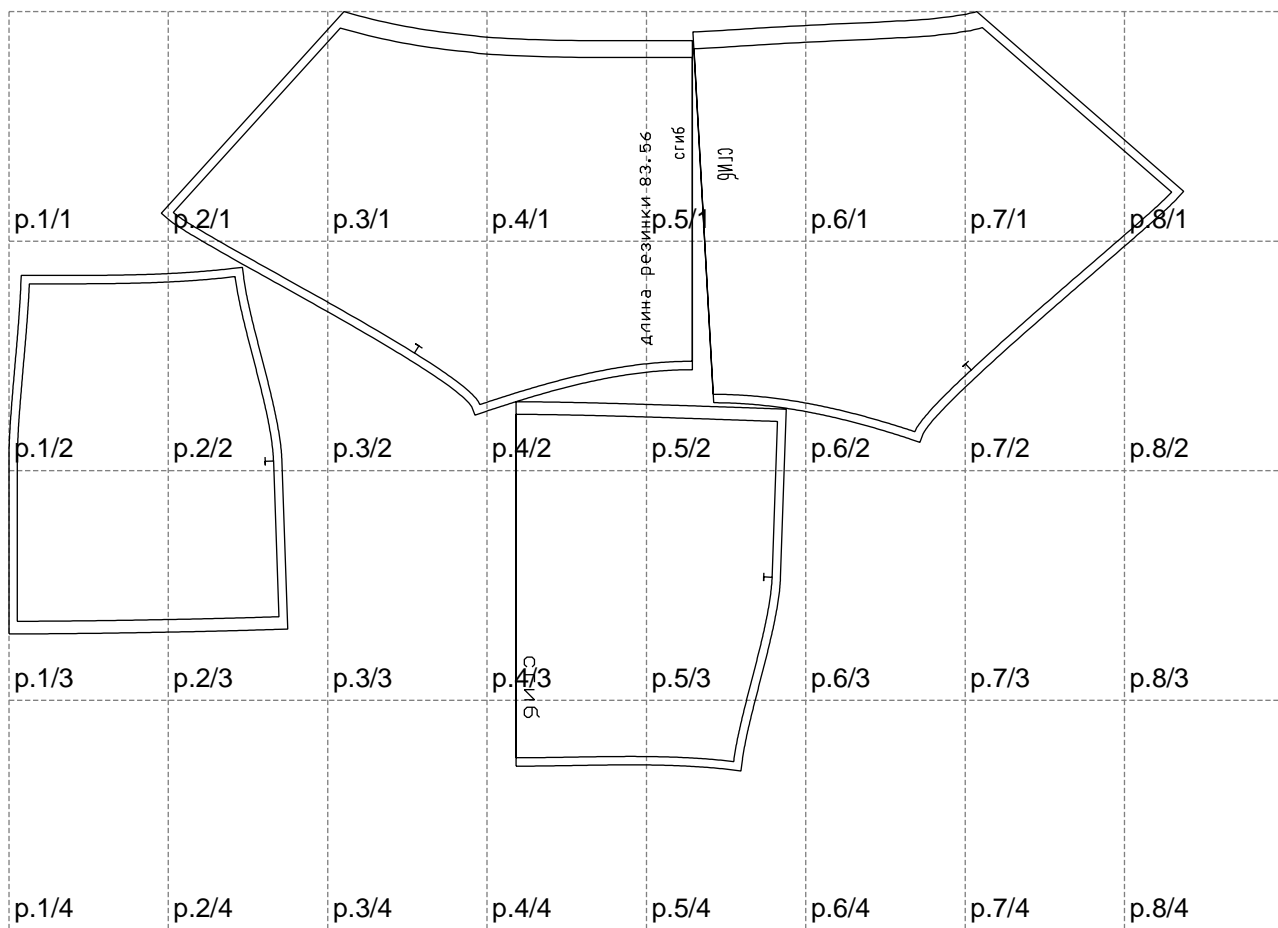 сгиб
сгиб
длина резинки 83.56
p.1/1
p.2/1
p.3/1
p.4/1
p.5/1
p.6/1
p.7/1
p.8/1
p.1/2
p.2/2
p.3/2
p.4/2
p.5/2
p.6/2
p.7/2
p.8/2
p.1/3
p.2/3
p.3/3
p.4/3
p.5/3
p.6/3
p.7/3
p.8/3
сгиб
p.1/4
p.2/4
p.3/4
p.4/4
p.5/4
p.6/4
p.7/4
p.8/4